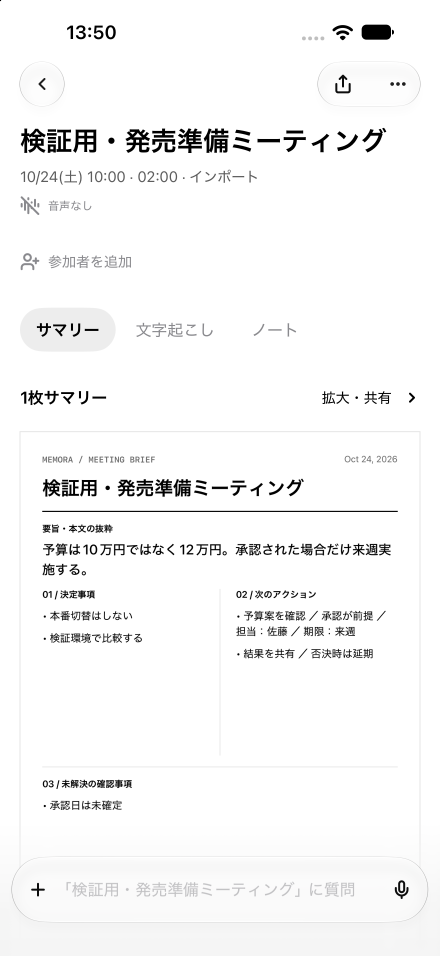 13:50
検証用・発売準備ミーティング
10/24(土) 10:00 · 02:00 · インポート
音声なし
参加者を追加
サマリー 文字起こし ノート
1枚サマリー 拡大・共有
MEMORA / MEETING BRIEF Oct 24, 2026
検証用・発売準備ミーティング
要旨・本文の抜粋
予算は10万円ではなく12万円。承認された場合だけ来週実
施する。
01 / 決定事項
・本番切替はしない
・検証環境で比較する
02 / 次のアクション
・予算案を確認 ／ 承認が前提 ／
担当：佐藤 ／ 期限：来週
・結果を共有 ／ 否決時は延期
03 / 未解決の確認事項
・承認日は未確定
「検証用・発売準備ミーティング」に質問